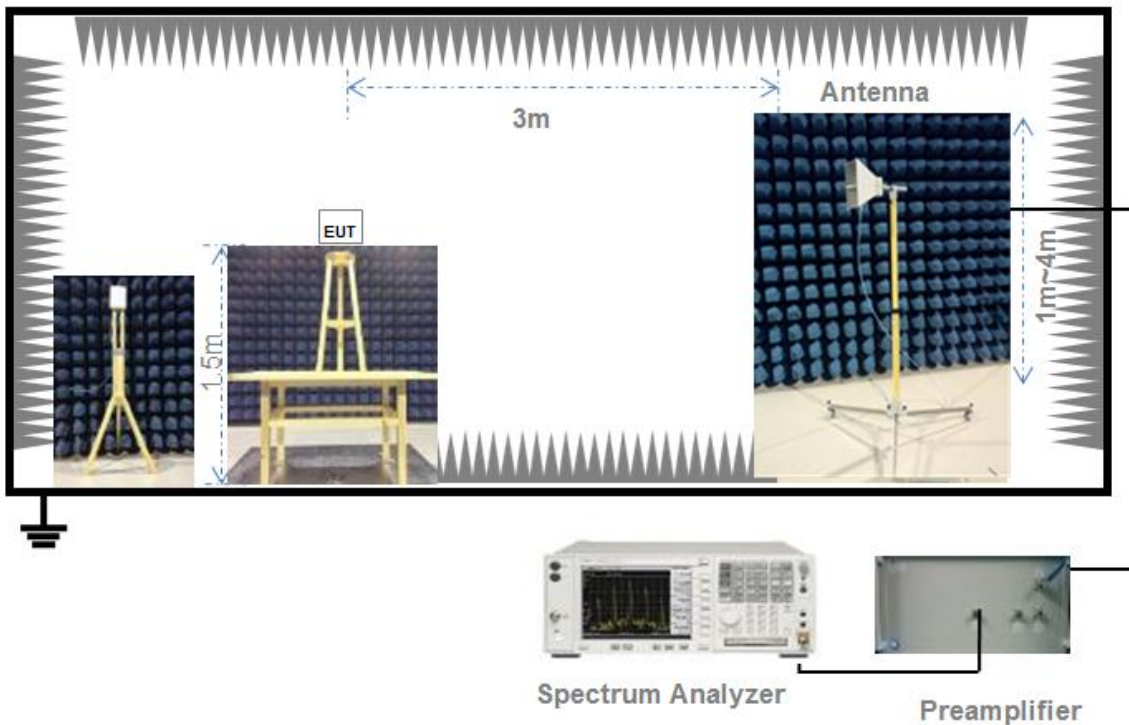 Antenna
3m
EUT
1.5m
1m~4m
Spectrum Analyzer
Preamplifier